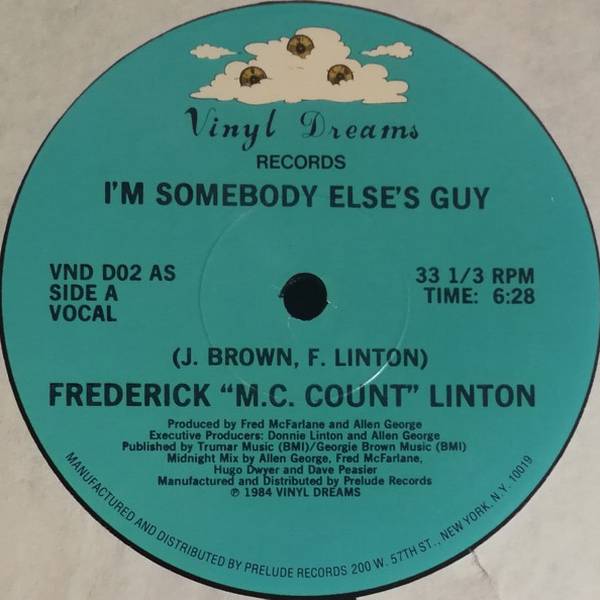 Vinyl Dreams
RECORDS
I'M SOMEBODY ELSE'S GUY
VND D02 AS
SIDE A
VOCAL
33 1/3 RPM
TIME: 6:28
(J. BROWN, F. LINTON)
FREDERICK “M.C. COUNT” LINTON
Produced by Fred McFarlane and Allen George
Executive Producers: Donnie Linton and Allen George
Published by Trumar Music (BMI)/Georgie Brown Music (BMI)
Midnight Mix by Allen George, Fred McFarlane,
Hugo Dwyer and Dave Peasler
Manufactured and Distributed by Prelude Records
℗ 1984 VINYL DREAMS
MANUFACTURED AND DISTRIBUTED BY PRELUDE RECORDS 200 W. 57TH ST., NEW YORK, N.Y. 10019